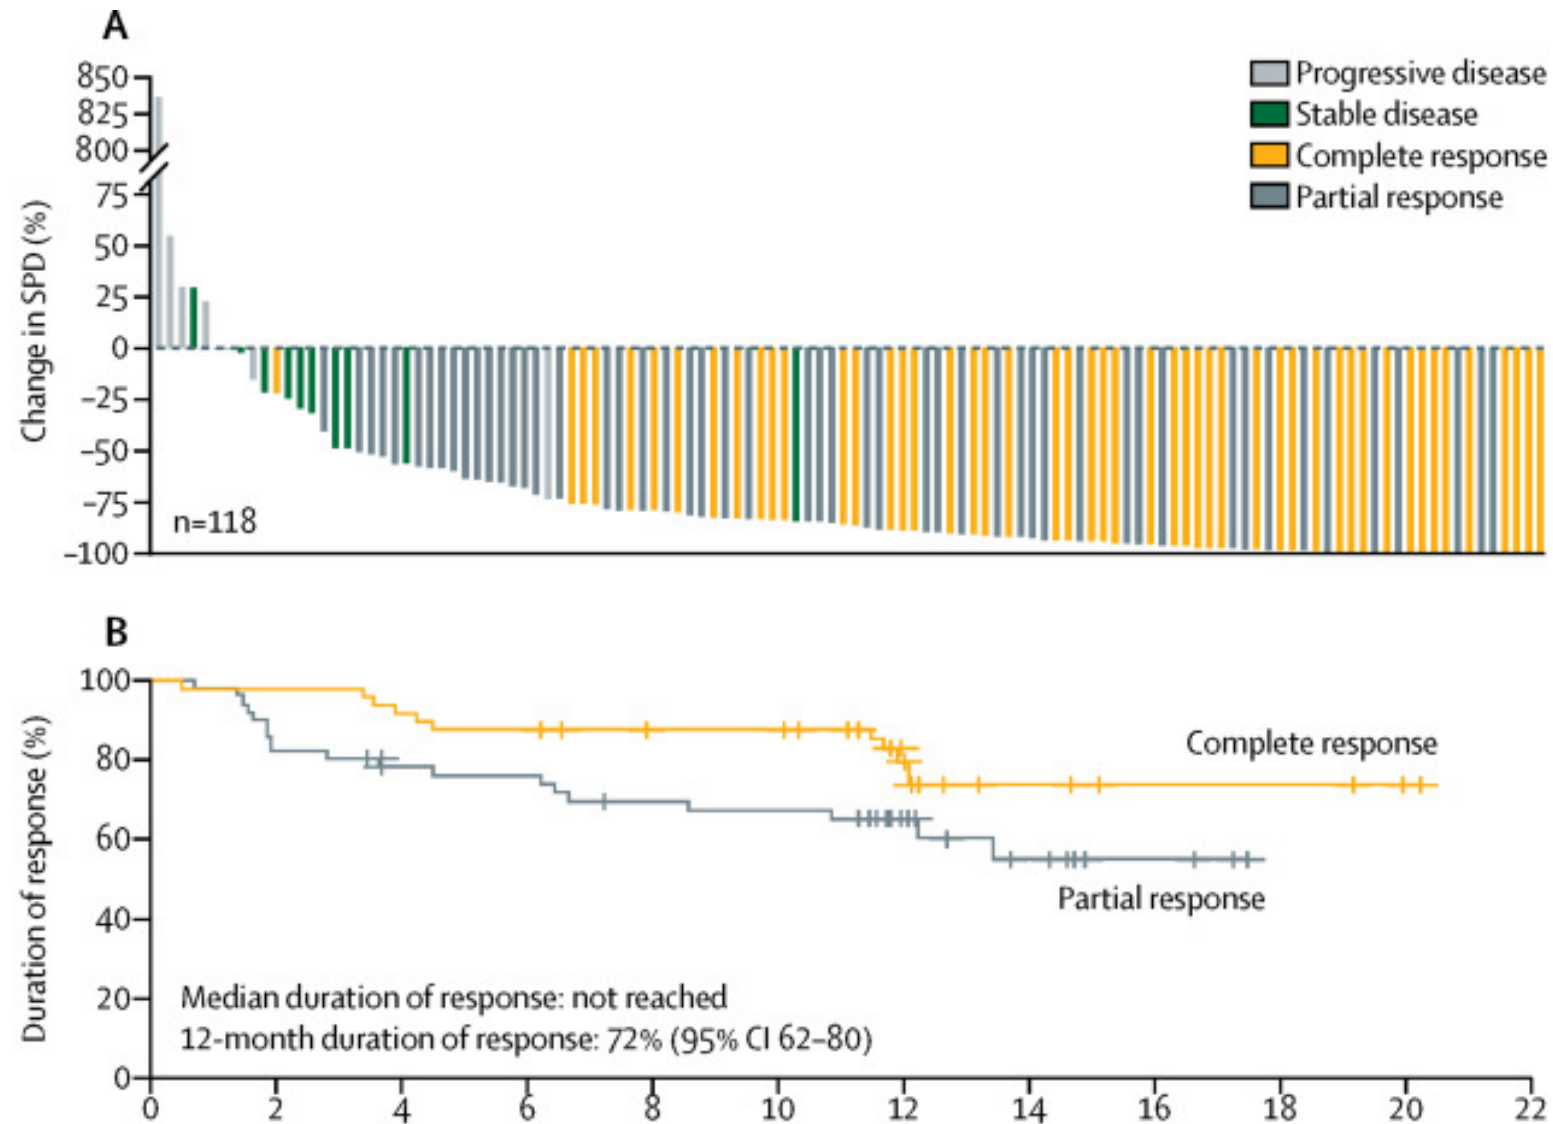 A
850
825
800
75
50
25
0
–25
–50
–75
–100
Change in SPD (%)
Progressive disease
Stable disease
Complete response
Partial response
n=118
B
100
80
60
40
20
0
Duration of response (%)
Complete response
Partial response
Median duration of response: not reached
12-month duration of response: 72% (95% CI 62–80)
0 2 4 6 8 10 12 14 16 18 20 22